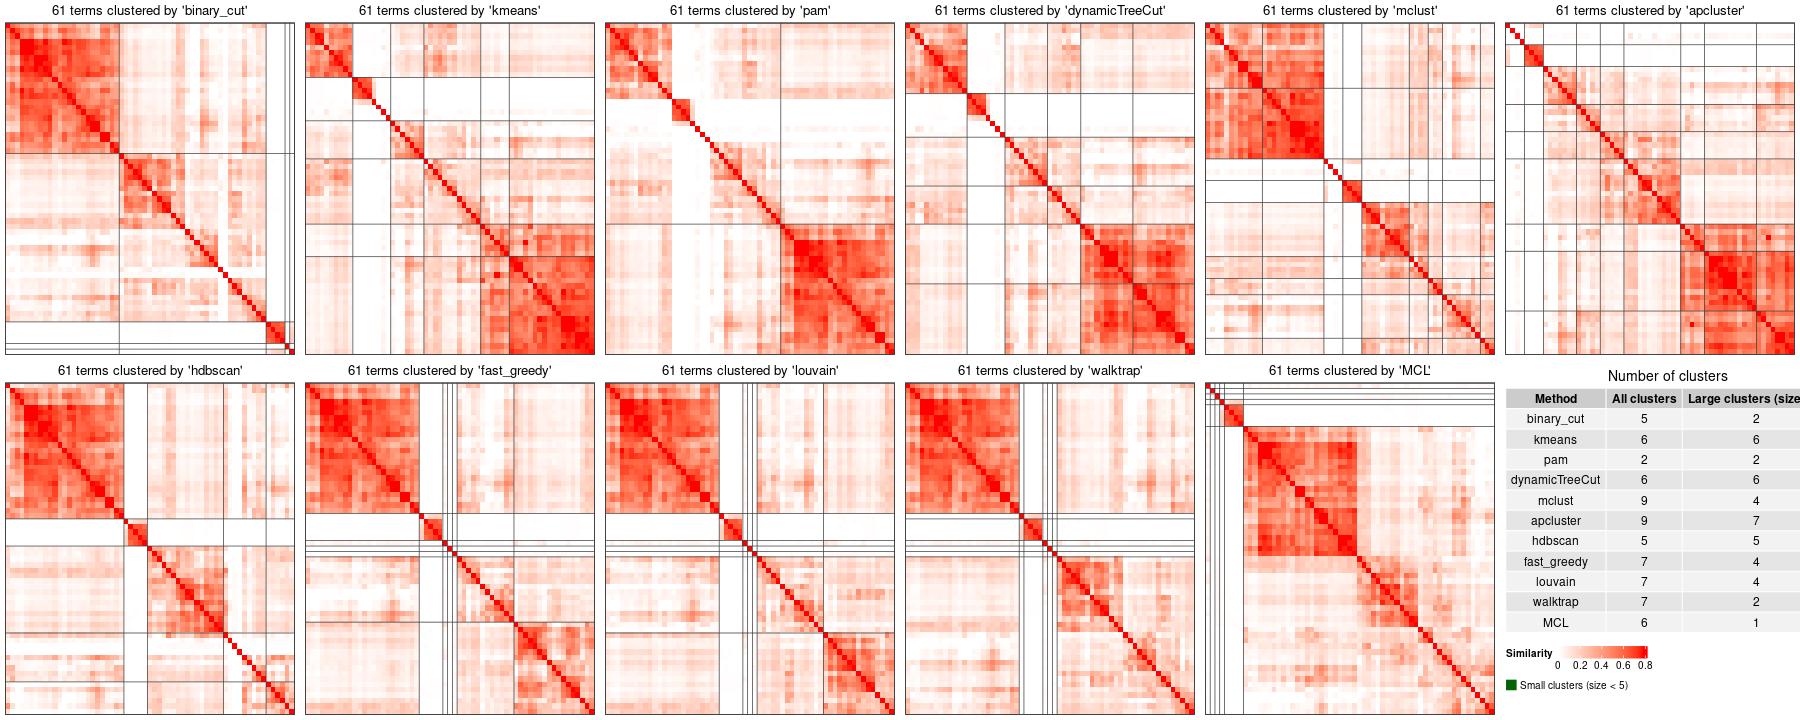 61 terms clustered by 'binary_cut'
61 terms clustered by 'kmeans'
61 terms clustered by 'pam'
61 terms clustered by 'dynamicTreeCut'
61 terms clustered by 'mclust'
61 terms clustered by 'apcluster'
61 terms clustered by 'hdbscan'
61 terms clustered by 'fast_greedy'
61 terms clustered by 'louvain'
61 terms clustered by 'walktrap'
61 terms clustered by 'MCL'
Number of clusters
Method All clusters Large clusters (size
binary_cut 5 2
kmeans 6 6
pam 2 2
dynamicTreeCut 6 6
mclust 9 4
apcluster 9 7
hdbscan 5 5
fast_greedy 7 4
louvain 7 4
walktrap 7 2
MCL 6 1
Similarity
0 0.2 0.4 0.6 0.8
Small clusters (size < 5)